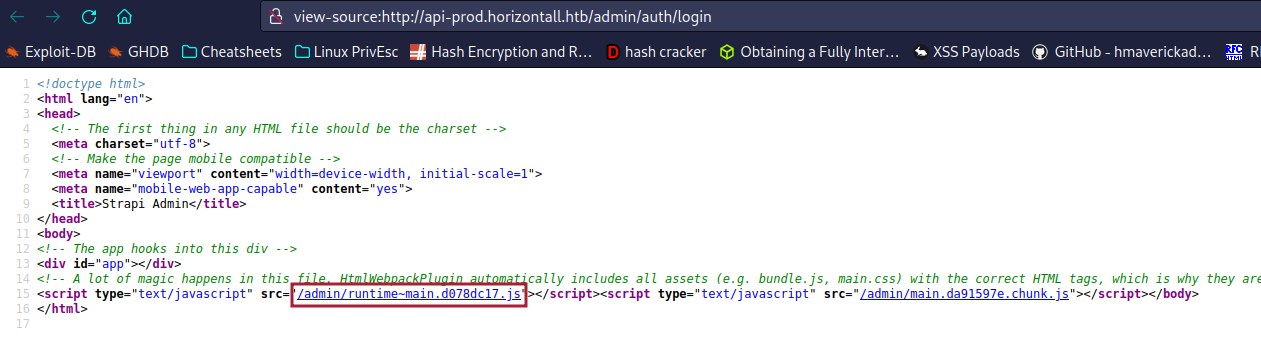 view-source:http://api-prod.horizontall.htb/admin/auth/login
Exploit-DB GHDB Cheatsheets Linux PrivEsc Hash Encryption and R... hash cracker Obtaining a Fully Inter... XSS Payloads GitHub - hmaverickad...
1 <!doctype html>
2 <html lang="en">
3 <head>
4 <!-- The first thing in any HTML file should be the charset -->
5 <meta charset="utf-8">
6 <!-- Make the page mobile compatible -->
7 <meta name="viewport" content="width=device-width, initial-scale=1">
8 <meta name="mobile-web-app-capable" content="yes">
9 <title>Strapi Admin</title>
10 </head>
11 <body>
12 <!-- The app hooks into this div -->
13 <div id="app"></div>
14 <!-- A lot of magic happens in this file. HtmlWebpackPlugin automatically includes all assets (e.g. bundle.js, main.css) with the correct HTML tags, which is why they are
15 <script type="text/javascript" src="/admin/runtime~main.d078dc17.js"></script><script type="text/javascript" src="/admin/main.da91597e.chunk.js"></script></body>
16 </html>
17